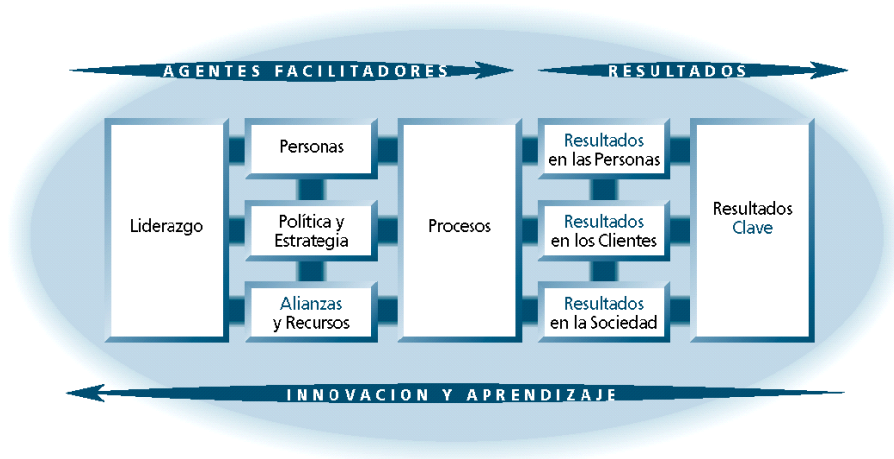 AGENTES FACILITADORES
RESULTADOS
Liderazgo
Personas
Política y
Estrategia
Alianzas
y Recursos
Procesos
Resultados
en las Personas
Resultados
en los Clientes
Resultados
en la Sociedad
Resultados
Clave
INNOVACION Y APRENDIZAJE